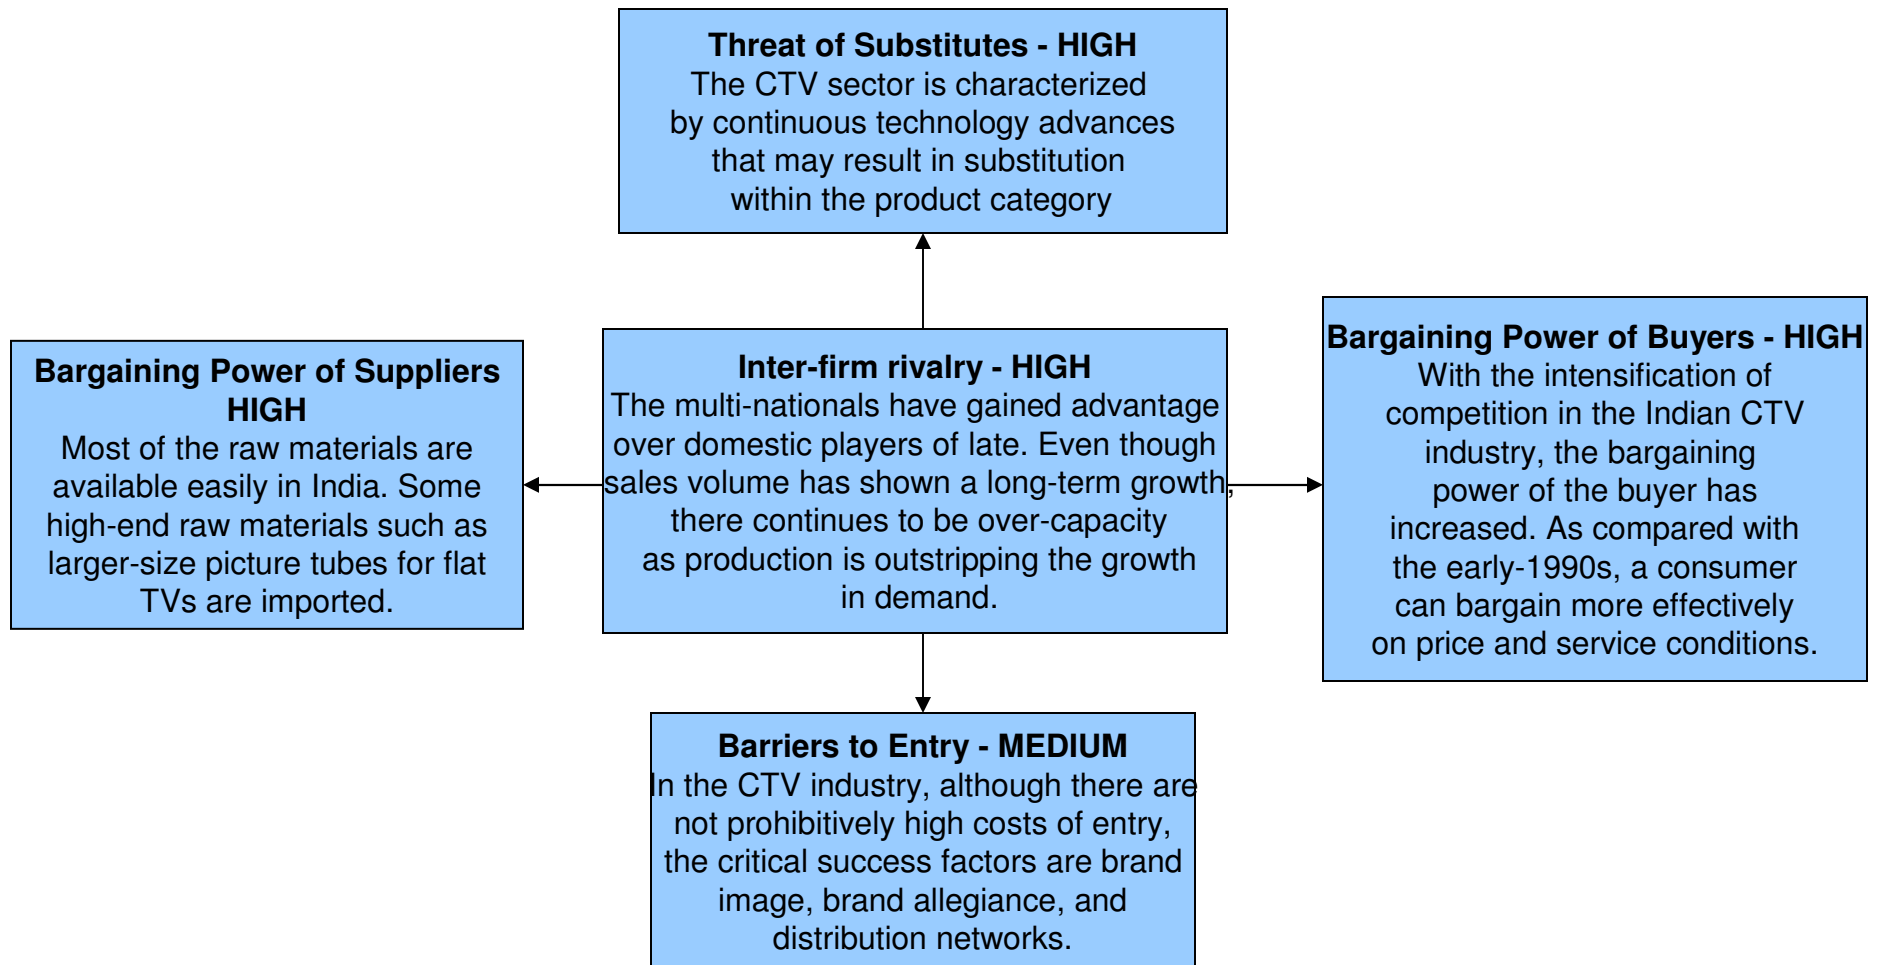 Threat of Substitutes - HIGH
The CTV sector is characterized
by continuous technology advances
that may result in substitution
within the product category
Bargaining Power of Suppliers
HIGH
Most of the raw materials are
available easily in India. Some
high-end raw materials such as
larger-size picture tubes for flat
TVs are imported.
Inter-firm rivalry - HIGH
The multi-nationals have gained advantage
over domestic players of late. Even though
sales volume has shown a long-term growth,
there continues to be over-capacity
as production is outstripping the growth
in demand.
Bargaining Power of Buyers - HIGH
With the intensification of
competition in the Indian CTV
industry, the bargaining
power of the buyer has
increased. As compared with
the early-1990s, a consumer
can bargain more effectively
on price and service conditions.
Barriers to Entry - MEDIUM
In the CTV industry, although there are
not prohibitively high costs of entry,
the critical success factors are brand
image, brand allegiance, and
distribution networks.